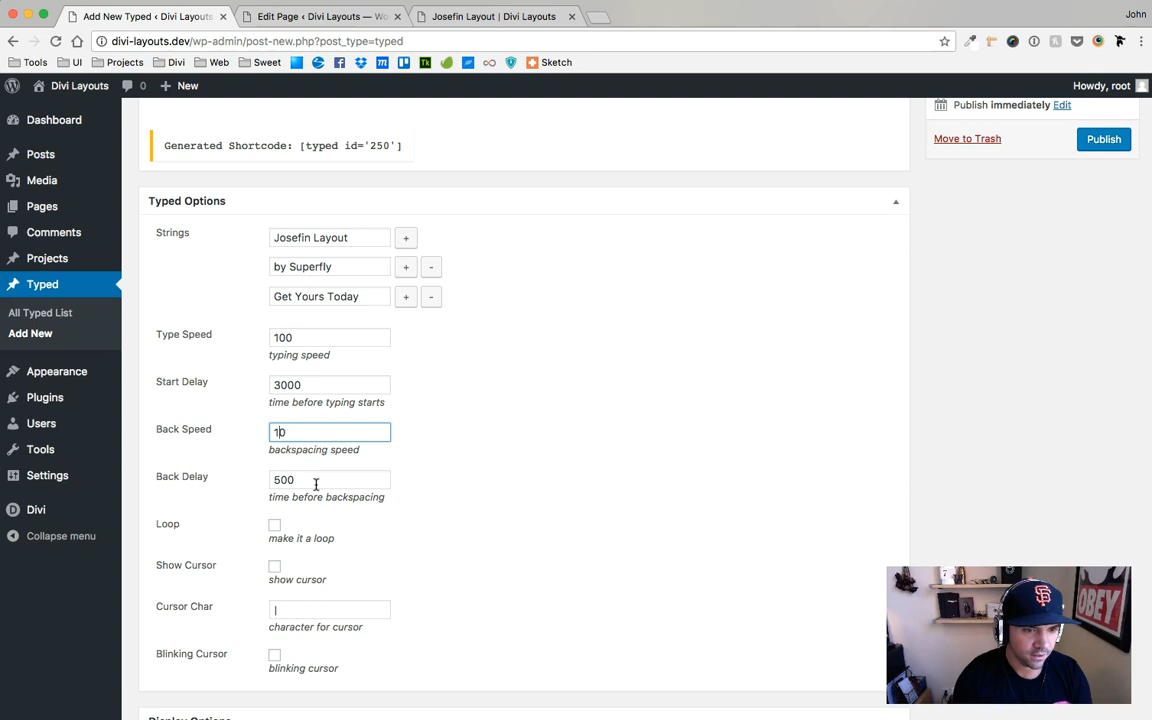 Add New Typed ‹ Divi Layouts
Edit Page ‹ Divi Layouts — Wo
Josefin Layout | Divi Layouts
John
divi-layouts.dev/wp-admin/post-new.php?post_type=typed
Tools UI Projects Divi Web Sweet Sketch
Divi Layouts 0 New Howdy, root
Dashboard
Posts
Media
Pages
Comments
Projects
Typed
All Typed List
Add New
Appearance
Plugins
Users
Tools
Settings
Divi
Collapse menu
Generated Shortcode: [typed id='250']
Publish immediately Edit
Move to Trash Publish
Typed Options
Strings Josefin Layout +
by Superfly + -
Get Yours Today + -
Type Speed 100
typing speed
Start Delay 3000
time before typing starts
Back Speed 10
backspacing speed
Back Delay 500
time before backspacing
Loop
make it a loop
Show Cursor
show cursor
Cursor Char |
character for cursor
Blinking Cursor
blinking cursor
Display Options
OBEY